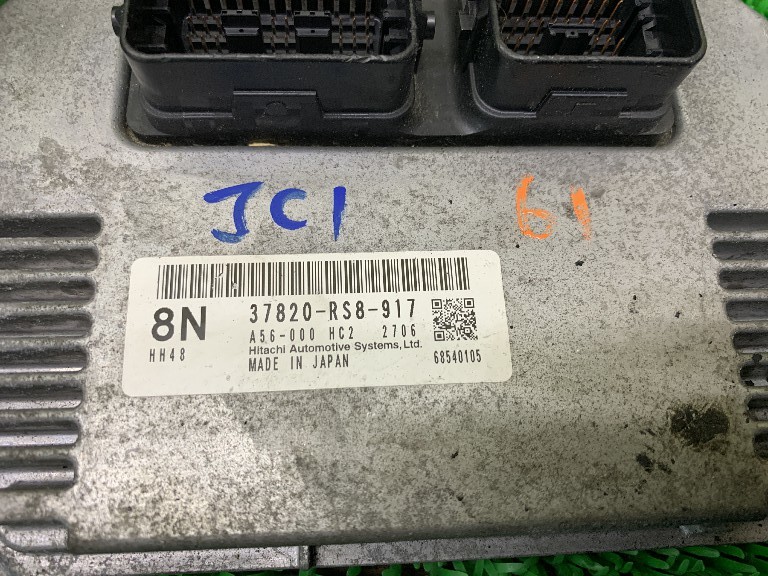 JC1 61
8N 37820-RS8-917
A56-000 HC2 2706
HH48 Hitachi Automotive Systems,Ltd.
MADE IN JAPAN 68540105